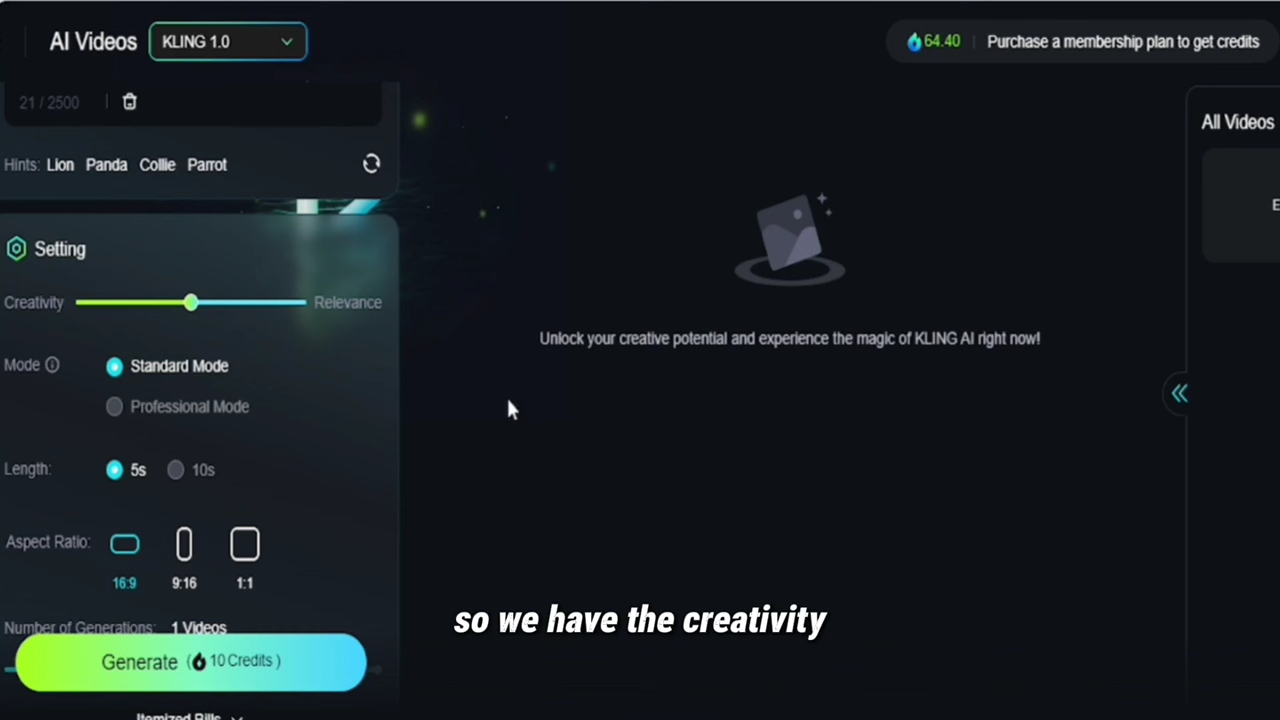 AI Videos KLING 1.0
64.40 | Purchase a membership plan to get credits
21 / 2500
All Videos
Hints: Lion Panda Collie Parrot
E
Setting
Creativity Relevance
Unlock your creative potential and experience the magic of KLING AI right now!
Mode Standard Mode
Professional Mode
Length: 5s 10s
Aspect Ratio:
16:9 9:16 1:1
so we have the creativity
Number of Generations: 1 Videos
Generate ( 10 Credits )
Itemized Bills